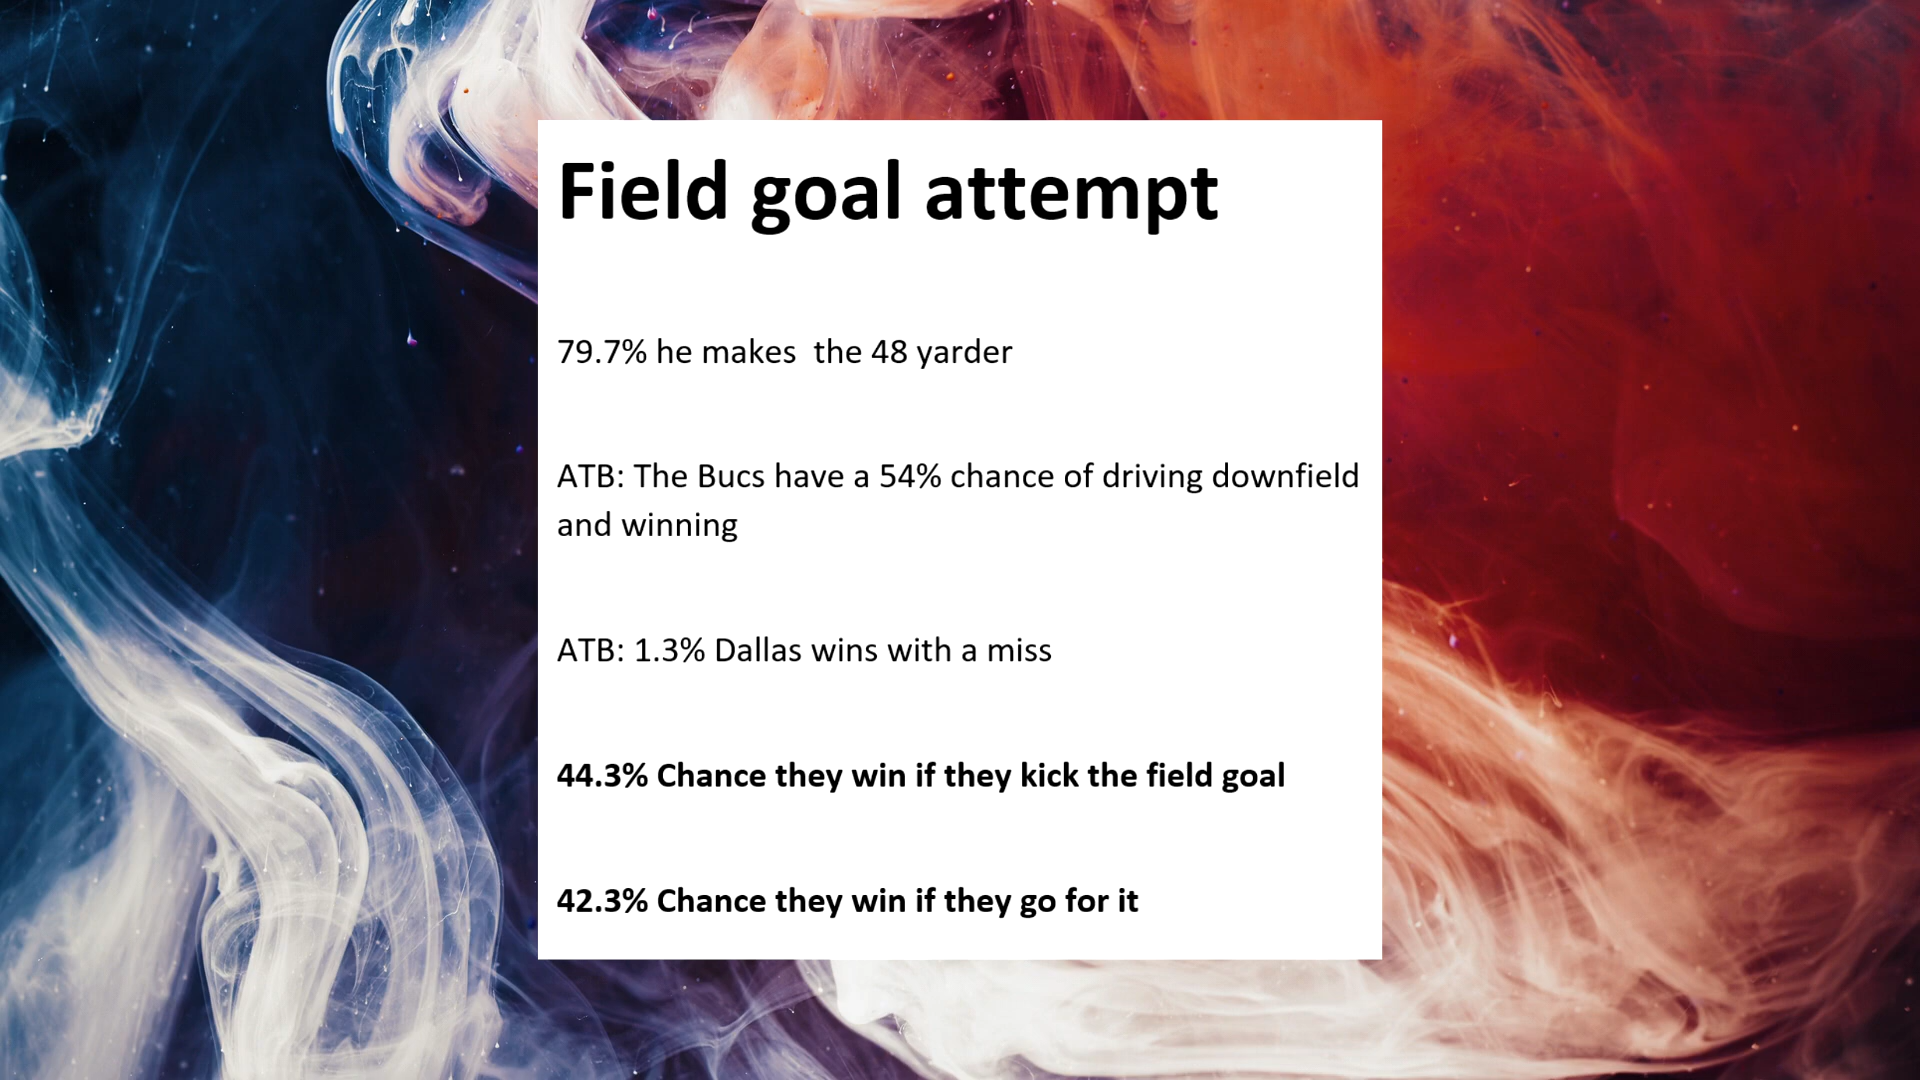 Field goal attempt
79.7% he makes  the 48 yarder
ATB: The Bucs have a 54% chance of driving downfield
and winning
ATB: 1.3% Dallas wins with a miss
44.3% Chance they win if they kick the field goal
42.3% Chance they win if they go for it